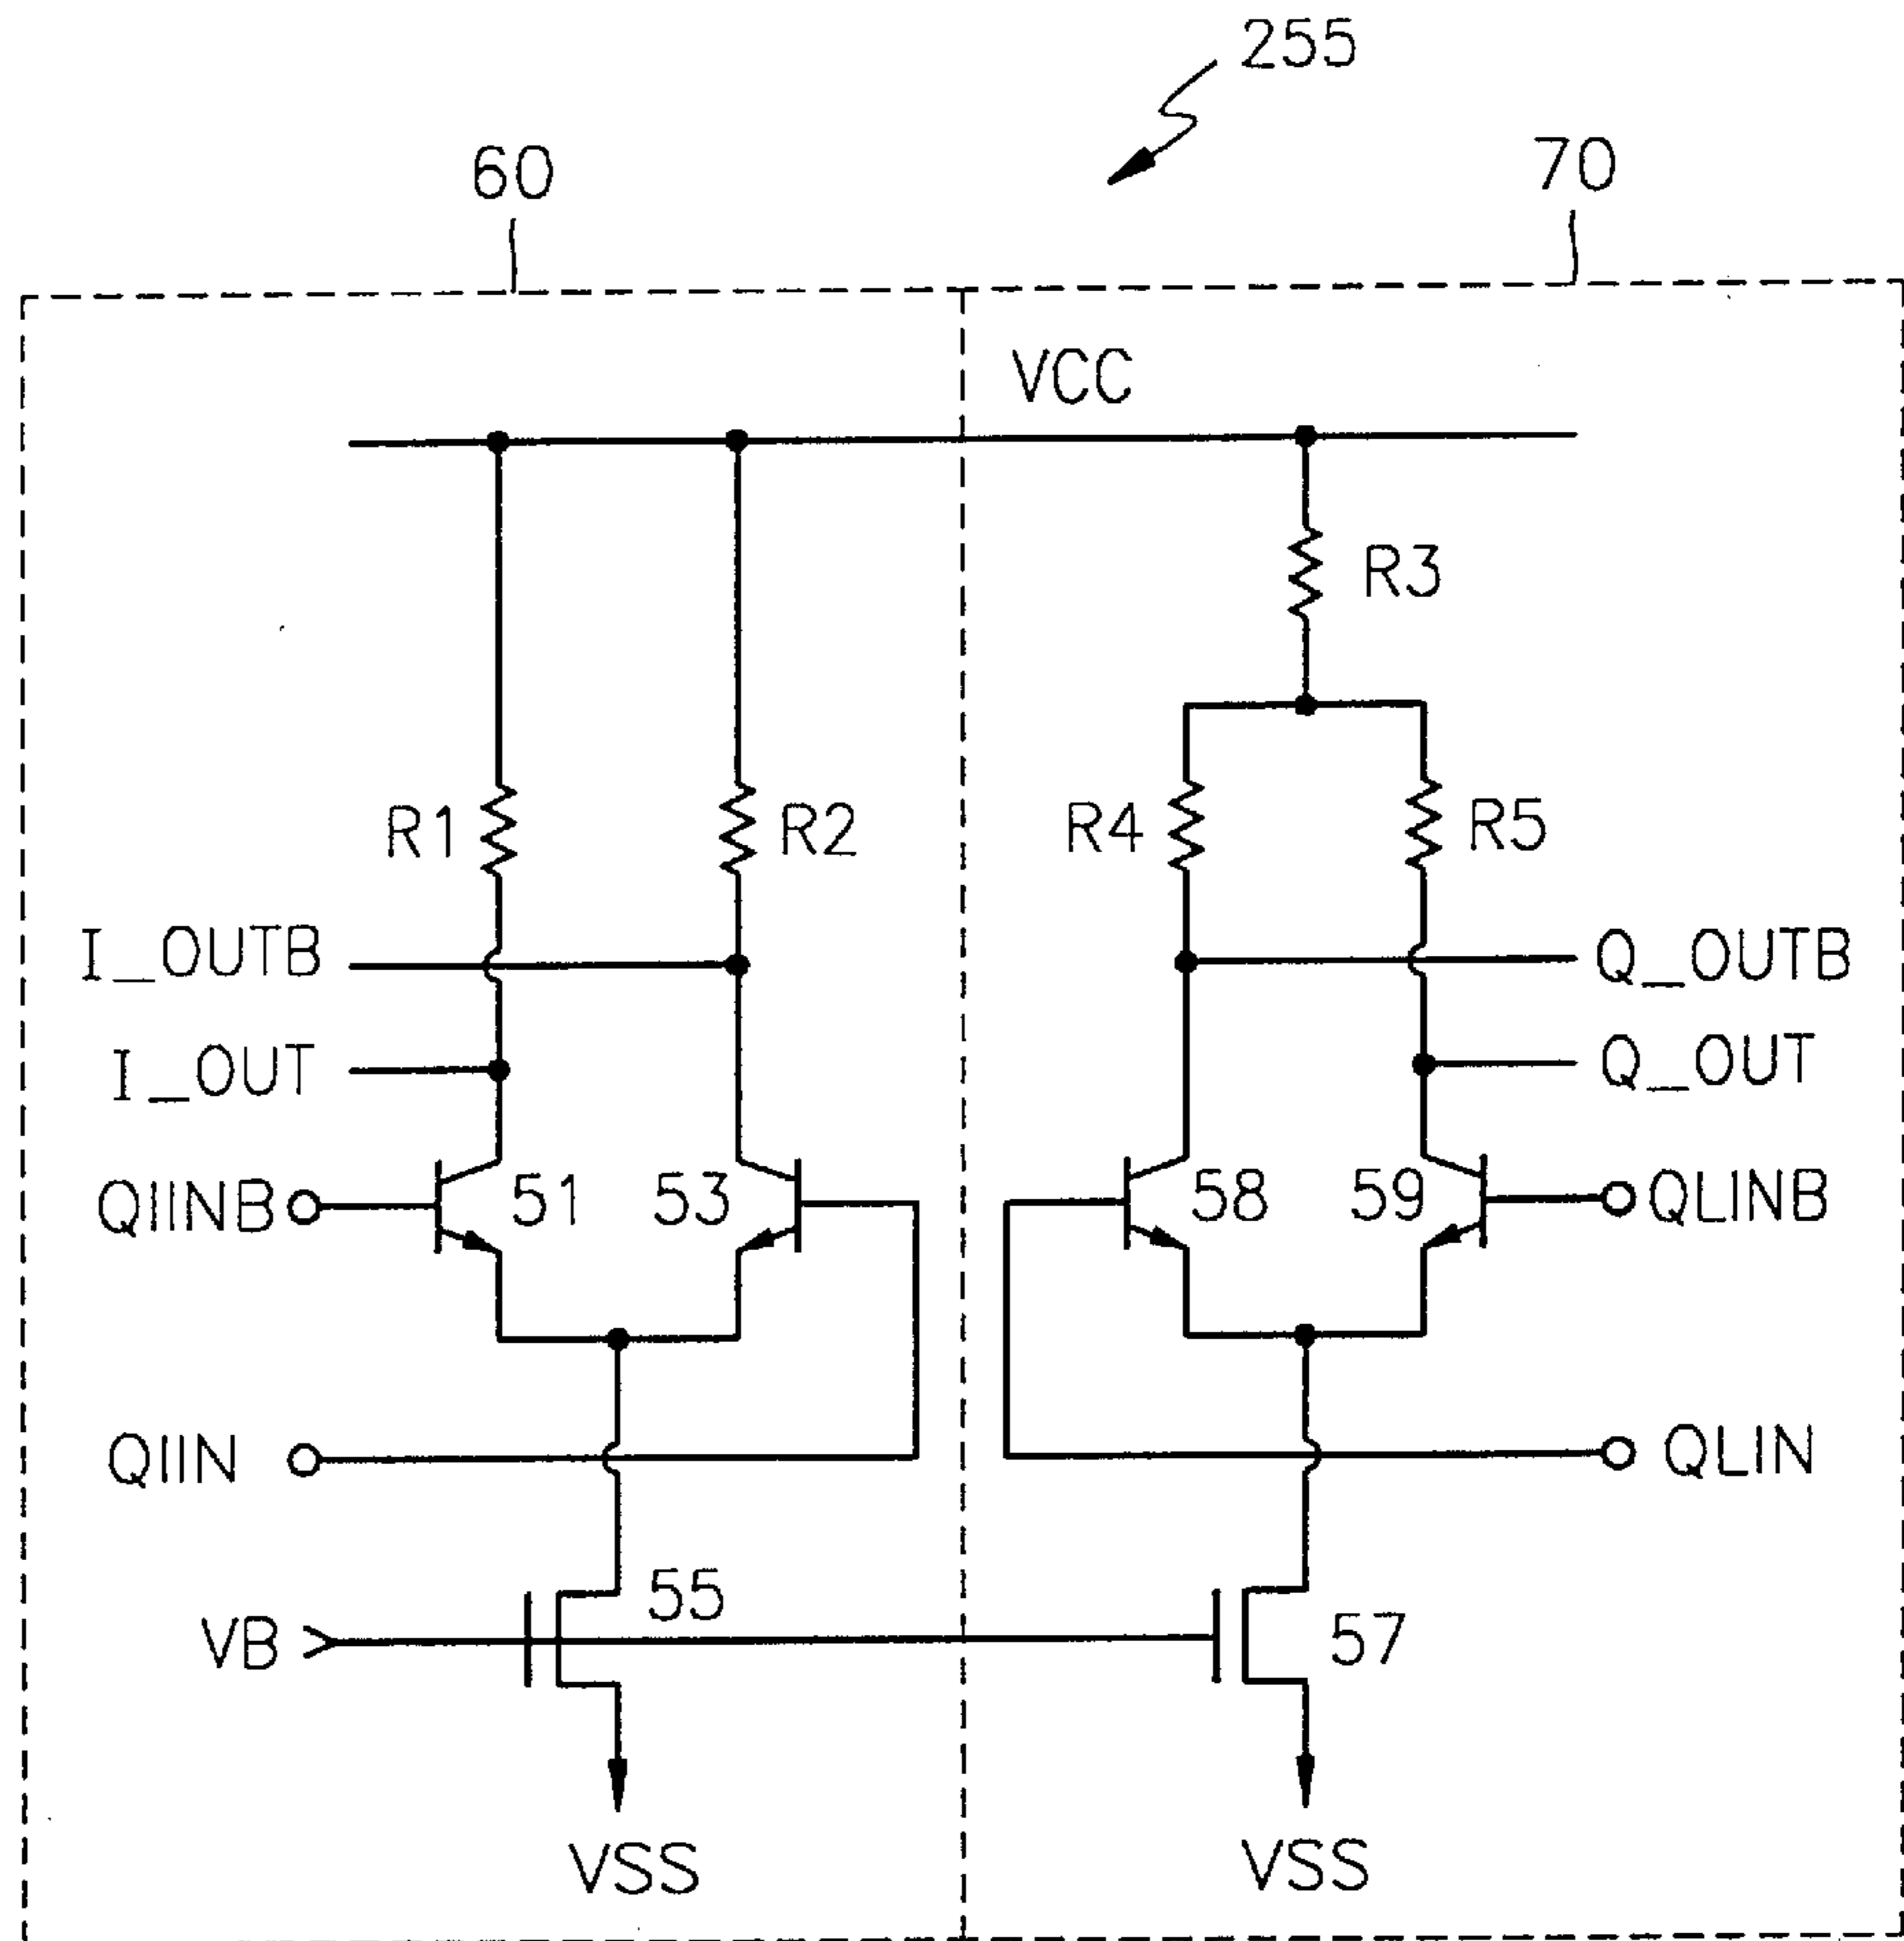 255
60
70
VCC
R3
R1
R2
R4
R5
I_OUTB
Q_OUTB
I_OUT
Q_OUT
QIINB
51
53
58
59
QLINB
QIIN
QLIN
55
VB
57
VSS
VSS